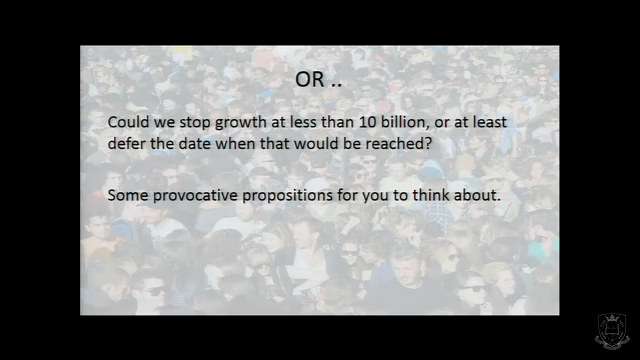 OR ..
Could we stop growth at less than 10 billion, or at least
defer the date when that would be reached?
Some provocative propositions for you to think about.